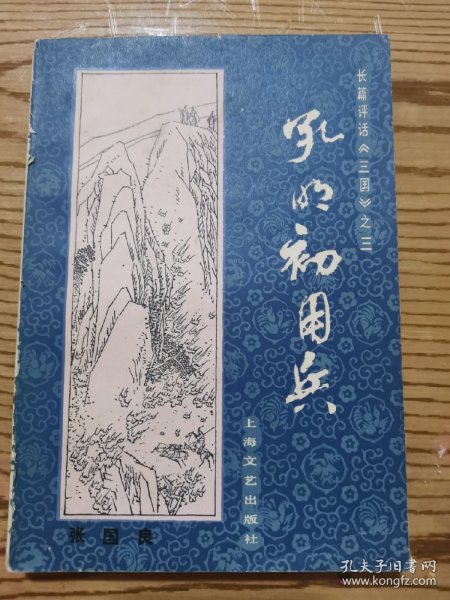 长篇评话《三国》之三
孔明初用兵
上海文艺出版社
张国良
孔夫子旧书网
www.kongfz.com